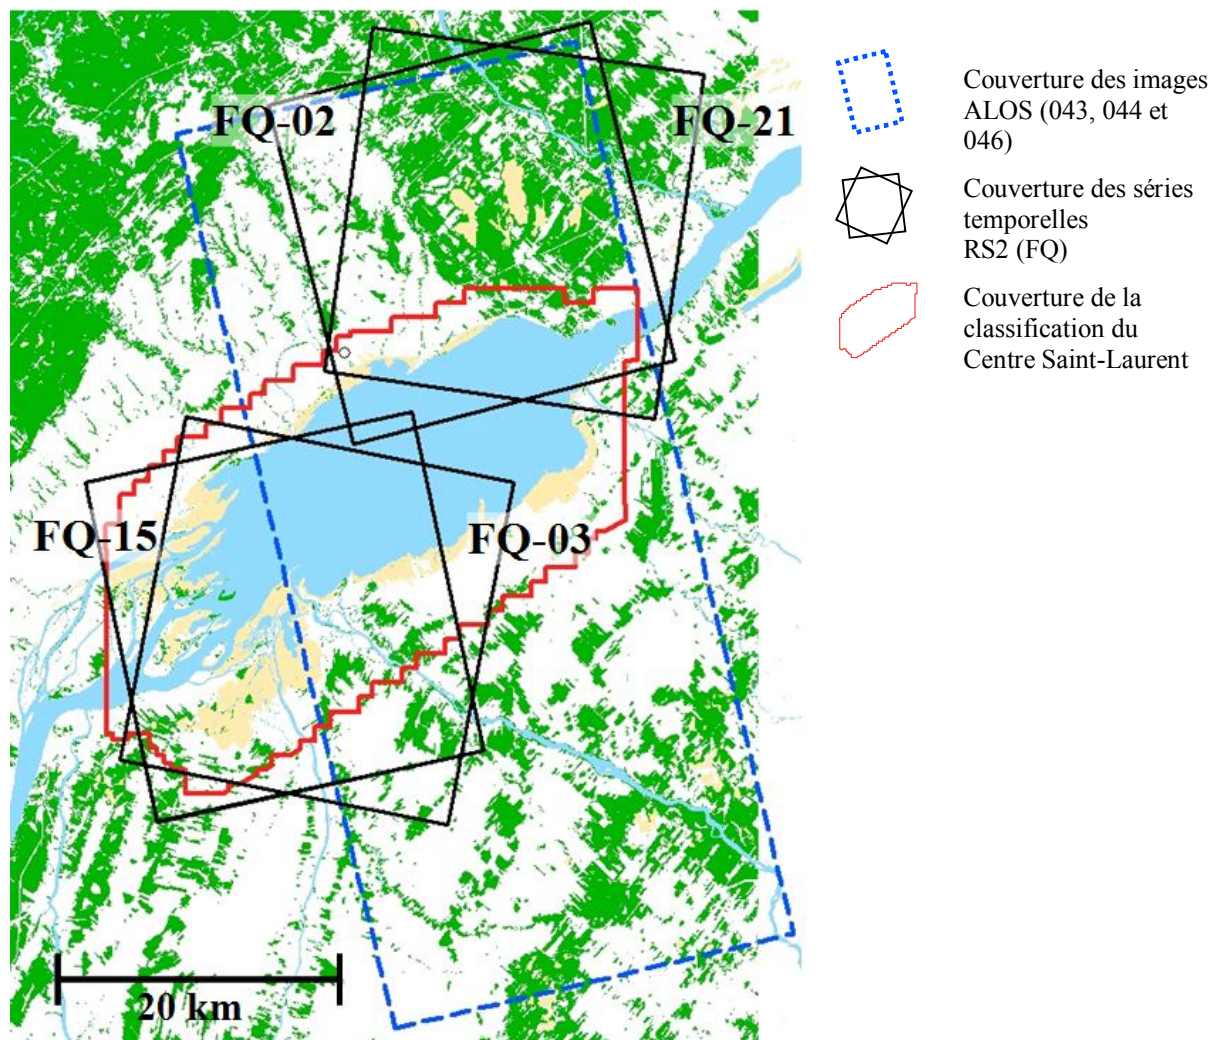 FQ-02
FQ-21
FQ-15
FQ-03
20 km
Couverture des images
ALOS (043, 044 et
046)
Couverture des séries
temporelles
RS2 (FQ)
Couverture de la
classification du
Centre Saint-Laurent